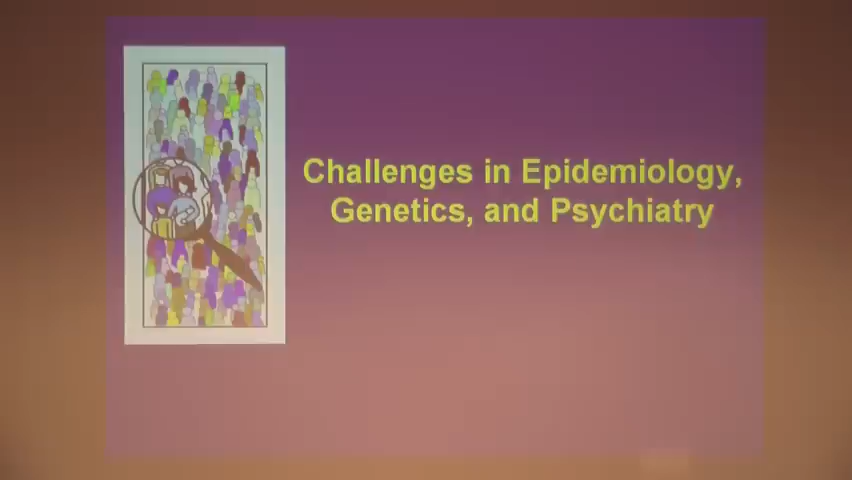 Challenges in Epidemiology,
Genetics, and Psychiatry